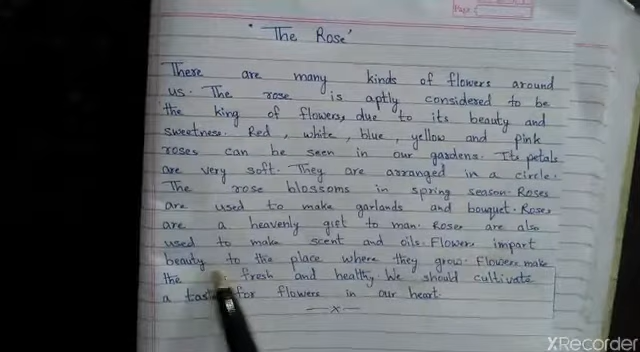 Page:
'The Rose'
There are many kinds of flowers around
us. The rose is aptly considered to be
the king of flowers, due to its beauty and
sweetness. Red, white, blue, yellow and pink
roses can be seen in our gardens. Its petals
are very soft. They are arranged in a circle.
The rose blossoms in spring season. Roses
are used to make garlands and bouquet. Roses
are a heavenly giet to man. Roses are also
used to make scent and oils. Flowers impart
beauty to the place where they grow. Flowers make
the fresh and healthy. We should cultivate
a for flowers in our heart.
—x—
XRecorder